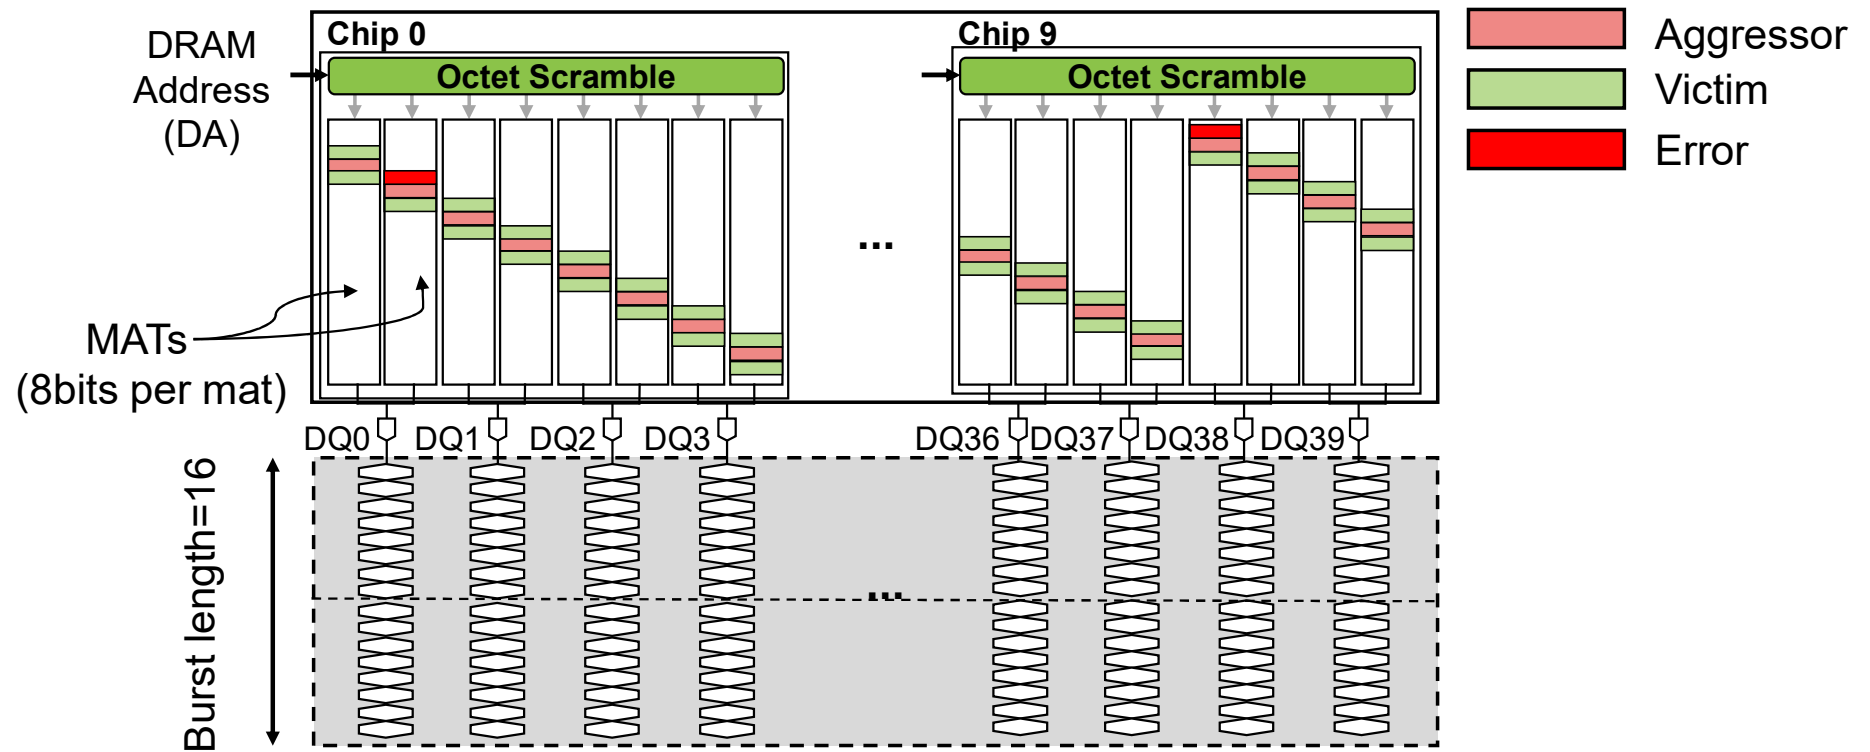 Chip 0
Chip 9
DRAM
Address
(DA)
Octet Scramble
Octet Scramble
Aggressor
Victim
Error
...
MATs
(8bits per mat)
DQ0
DQ1
DQ2
DQ3
DQ36
DQ37
DQ38
DQ39
Burst length=16
...